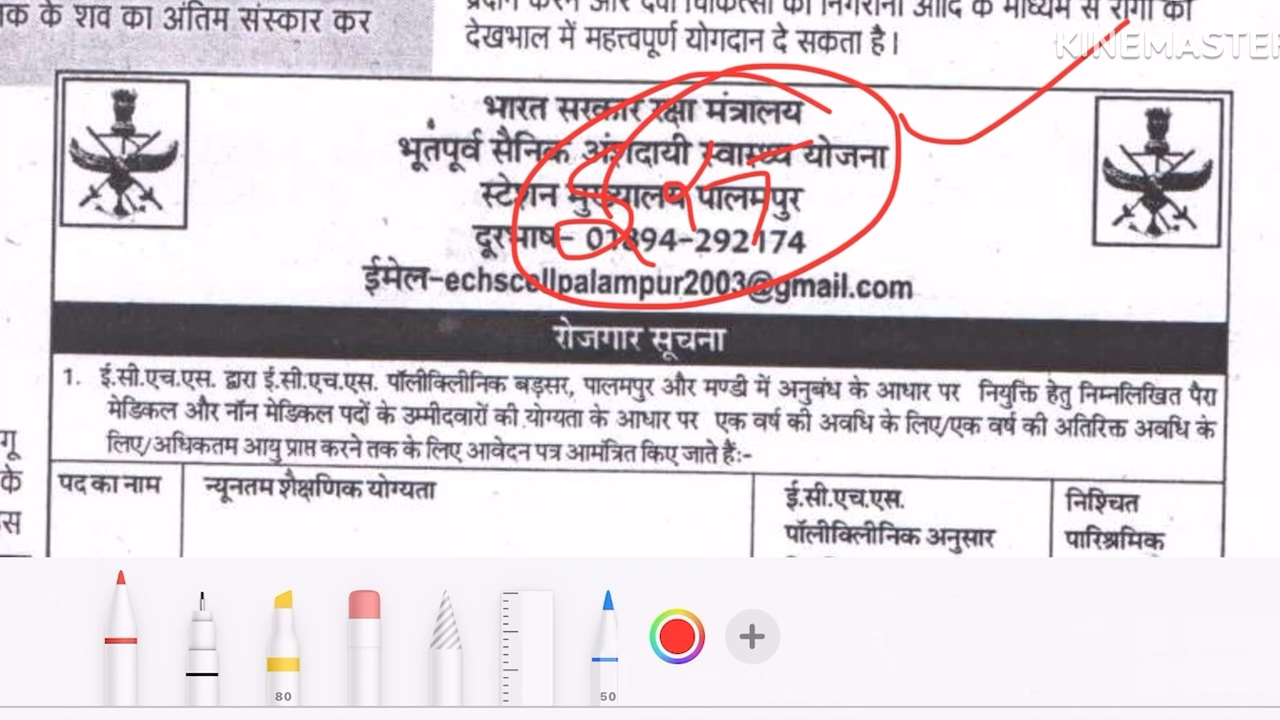 क के शव का अंतिम संस्कार कर
देखभाल में महत्त्वपूर्ण योगदान दे सकता है।
KINEMASTER
भारत सरकार रक्षा मंत्रालय
भूतंपूर्व सैनिक अंशदायी स्वास्थ्य योजना
स्टेशन मुख्यालय पालमपुर
दूरभाष- 01894-292174
ईमेल-echscellpalampur2003@gmail.com
रोजगार सूचना
1. ई.सी.एच.एस. द्वारा ई.सी.एच.एस. पॉलीक्लिनिक बड़सर, पालमपुर और मण्डी में अनुबंध के आधार पर नियुक्ति हेतु निम्नलिखित पैरा
मेडिकल और नॉन मेडिकल पदों के उम्मीदवारों की योग्यता के आधार पर एक वर्ष की अवधि के लिए/एक वर्ष की अतिरिक्त अवधि के
लिए/अधिकतम आयु प्राप्त करने तक के लिए आवेदन पत्र आमंत्रित किए जाते हैं:-
गू
के
स
पद का नाम
न्यूनतम शैक्षणिक योग्यता
ई.सी.एच.एस.
पॉलीक्लिनिक अनुसार
निश्चित
पारिश्रमिक
80
50